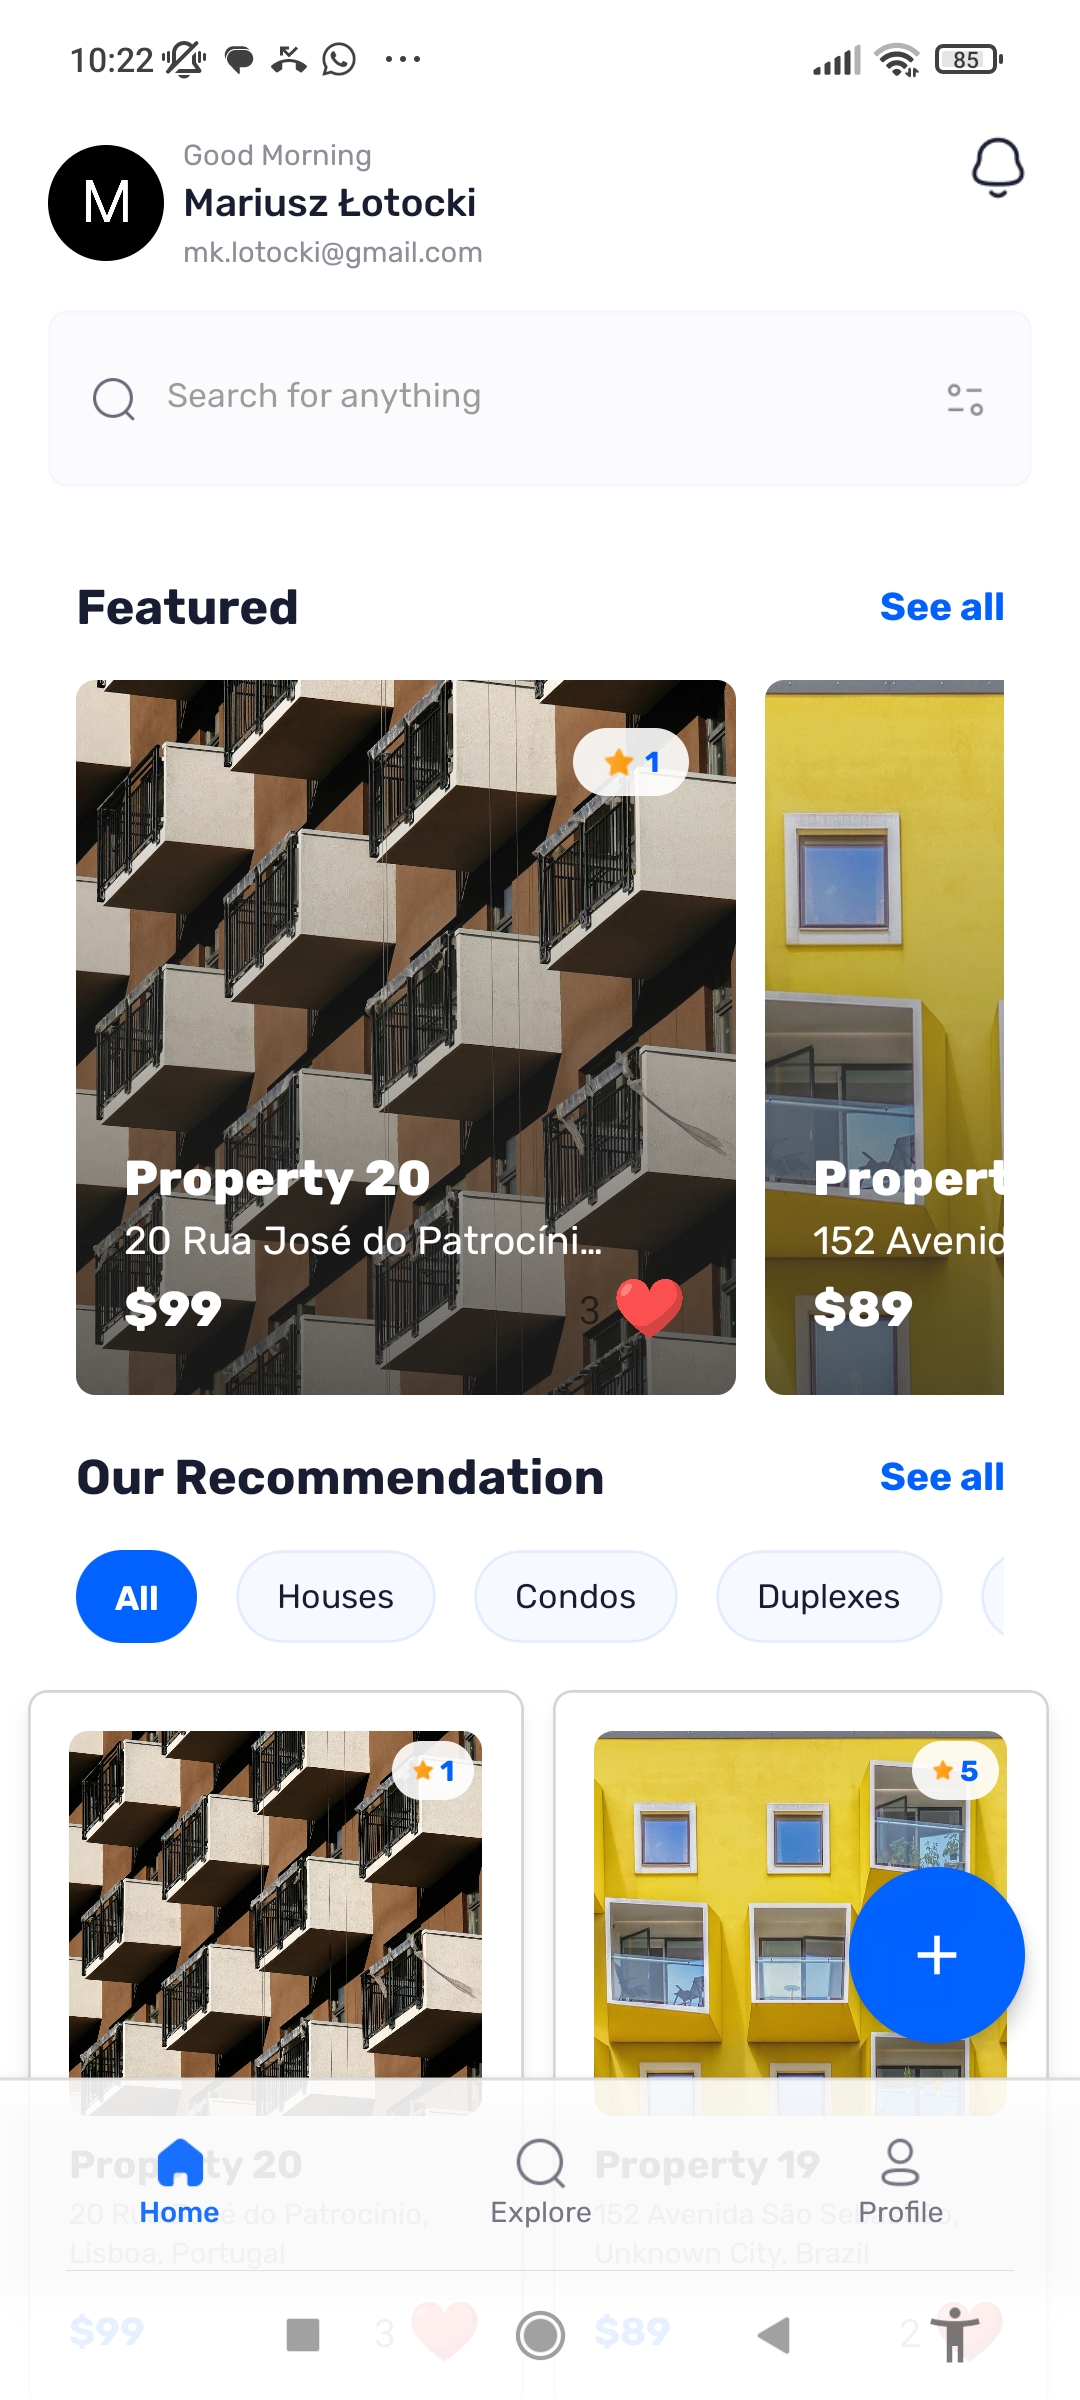 10:22
85
M
Good Morning
Mariusz Łotocki
mk.lotocki@gmail.com
Search for anything
Featured
See all
1
Property 20
20 Rua José do Patrocíni...
$99
3
Propert
152 Avenid
$89
Our Recommendation
See all
All
Houses
Condos
Duplexes
1
5
Property 20
Property 19
Home
Explore
Profile
20 Rua José do Patrocínio,
Lisboa, Portugal
152 Avenida São Sebastião,
Unknown City, Brazil
$99
3
$89
2